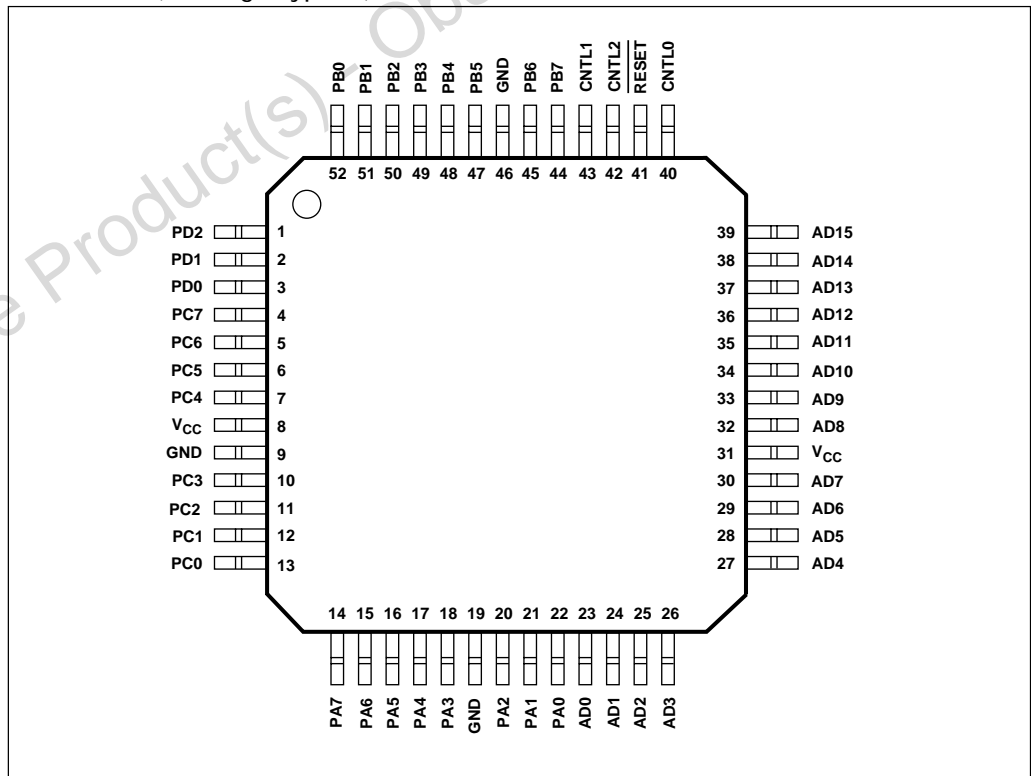 PB0 PB1 PB2 PB3 PB4 PB5 GND PB6 PB7 CNTL1 CNTL2 RESET CNTL0
52 51 50 49 48 47 46 45 44 43 42 41 40
PD2 1 39 AD15
PD1 2 38 AD14
PD0 3 37 AD13
PC7 4 36 AD12
PC6 5 35 AD11
PC5 6 34 AD10
PC4 7 33 AD9
VCC 8 32 AD8
GND 9 31 VCC
PC3 10 30 AD7
PC2 11 29 AD6
PC1 12 28 AD5
PC0 13 27 AD4
14 15 16 17 18 19 20 21 22 23 24 25 26
PA7 PA6 PA5 PA4 PA3 GND PA2 PA1 PA0 AD0 AD1 AD2 AD3
Product(s) -